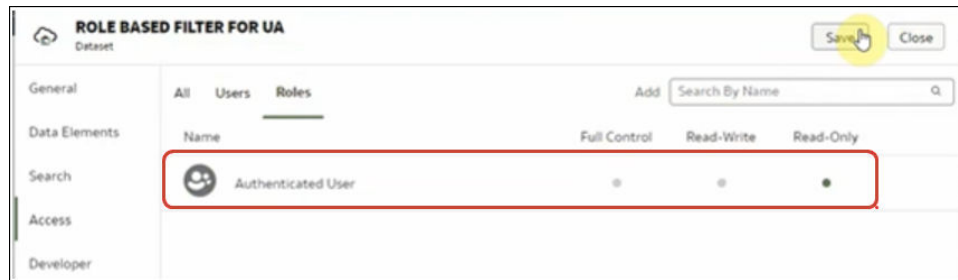 ROLE BASED FILTER FOR UA
Dataset
Save
Close
General
Data Elements
Search
Access
Developer
All Users Roles
Add Search By Name
Name Full Control Read-Write Read-Only
Authenticated User